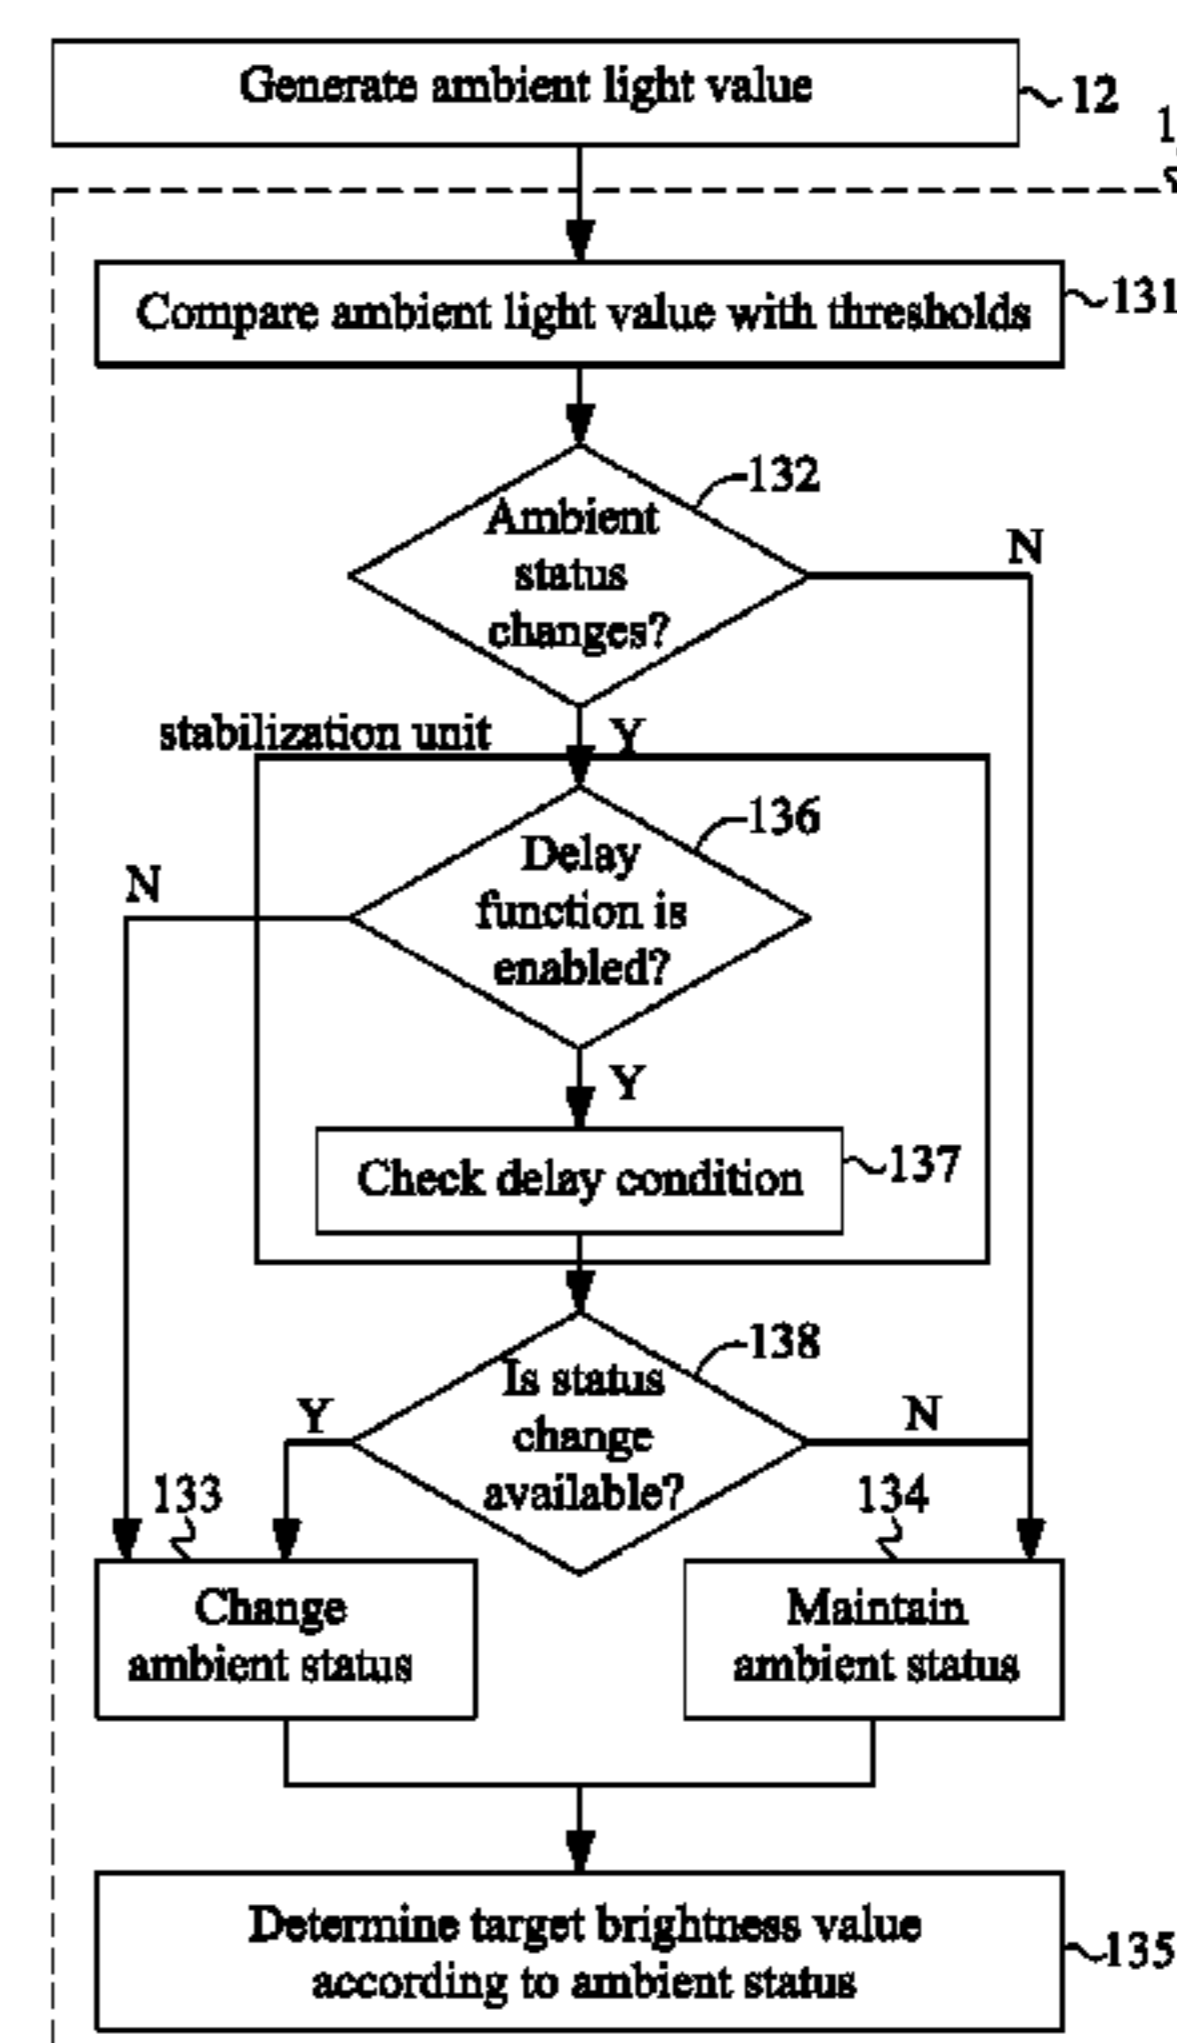 Generate ambient light value
12
1
Compare ambient light value with thresholds
131
132
Ambient
status
changes?
N
stabilization unit
Y
136
Delay
function is
enabled?
N
Y
Check delay condition
137
138
Is status
change
available?
Y
N
133
134
Change
ambient status
Maintain
ambient status
Determine target brightness value
according to ambient status
135